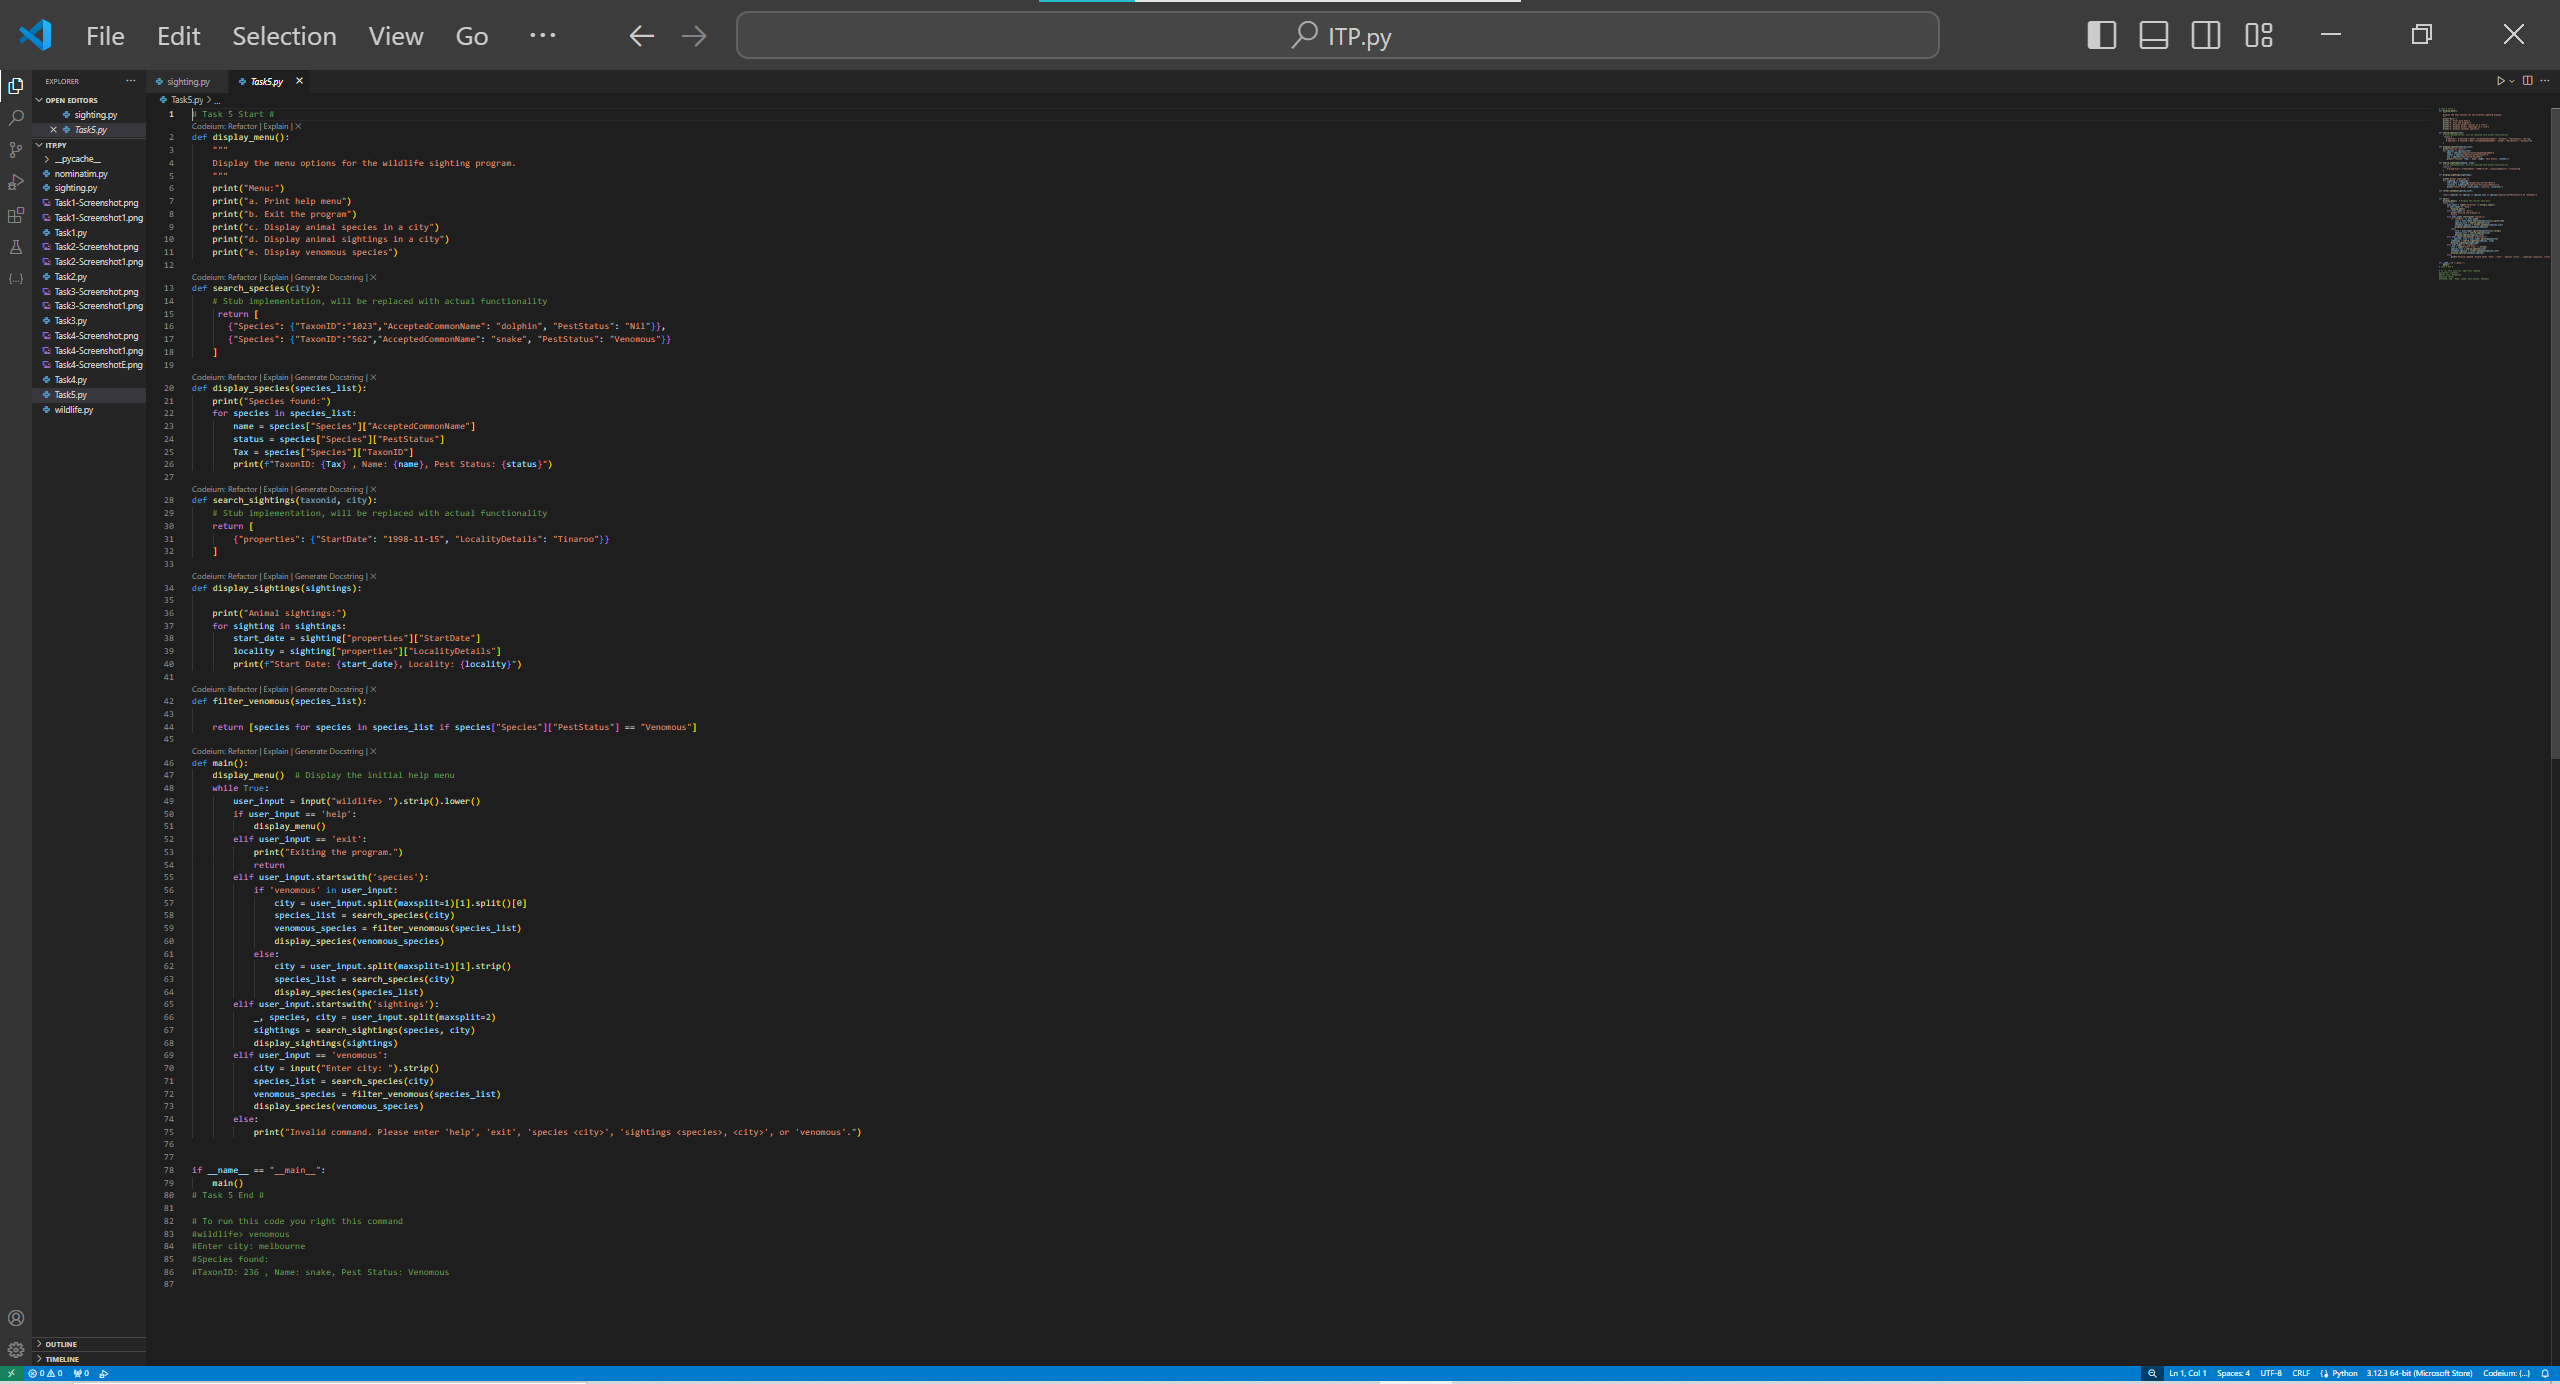 File Edit Selection View Go ··· ITP.py
EXPLORER ···
OPEN EDITORS
sighting.py
Task5.py
ITP.PY
__pycache__
nominatim.py
sighting.py
Task1-Screenshot.png
Task1-Screenshot1.png
Task1.py
Task2-Screenshot.png
Task2-Screenshot1.png
Task2.py
Task3-Screenshot.png
Task3-Screenshot1.png
Task3.py
Task4-Screenshot.png
Task4-Screenshot1.png
Task4-ScreenshotE.png
Task4.py
Task5.py
wildlife.py
OUTLINE
TIMELINE
sighting.py Task5.py
Task5.py > ...
1 # Task 5 Start #
Codeium: Refactor | Explain | X
2 def display_menu():
3     """
4     Display the menu options for the wildlife sighting program.
5     """
6     print("Menu:")
7     print("a. Print help menu")
8     print("b. Exit the program")
9     print("c. Display animal species in a city")
10     print("d. Display animal sightings in a city")
11     print("e. Display venomous species")
12
Codeium: Refactor | Explain | Generate Docstring | X
13 def search_species(city):
14     # Stub implementation, will be replaced with actual functionality
15      return [
16        {"Species": {"TaxonID":"1023","AcceptedCommonName": "dolphin", "PestStatus": "Nil"}},
17        {"Species": {"TaxonID":"562","AcceptedCommonName": "snake", "PestStatus": "Venomous"}}
18     ]
19
Codeium: Refactor | Explain | Generate Docstring | X
20 def display_species(species_list):
21     print("Species found:")
22     for species in species_list:
23         name = species["Species"]["AcceptedCommonName"]
24         status = species["Species"]["PestStatus"]
25         Tax = species["Species"]["TaxonID"]
26         print(f"TaxonID: {Tax} , Name: {name}, Pest Status: {status}")
27
Codeium: Refactor | Explain | Generate Docstring | X
28 def search_sightings(taxonid, city):
29     # Stub implementation, will be replaced with actual functionality
30     return [
31         {"properties": {"StartDate": "1998-11-15", "LocalityDetails": "Tinaroo"}}
32     ]
33
Codeium: Refactor | Explain | Generate Docstring | X
34 def display_sightings(sightings):
35
36     print("Animal sightings:")
37     for sighting in sightings:
38         start_date = sighting["properties"]["StartDate"]
39         locality = sighting["properties"]["LocalityDetails"]
40         print(f"Start Date: {start_date}, Locality: {locality}")
41
Codeium: Refactor | Explain | Generate Docstring | X
42 def filter_venomous(species_list):
43
44     return [species for species in species_list if species["Species"]["PestStatus"] == "Venomous"]
45
Codeium: Refactor | Explain | Generate Docstring | X
46 def main():
47     display_menu()  # Display the initial help menu
48     while True:
49         user_input = input("wildlife> ").strip().lower()
50         if user_input == 'help':
51             display_menu()
52         elif user_input == 'exit':
53             print("Exiting the program.")
54             return
55         elif user_input.startswith('species'):
56             if 'venomous' in user_input:
57                 city = user_input.split(maxsplit=1)[1].split()[0]
58                 species_list = search_species(city)
59                 venomous_species = filter_venomous(species_list)
60                 display_species(venomous_species)
61             else:
62                 city = user_input.split(maxsplit=1)[1].strip()
63                 species_list = search_species(city)
64                 display_species(species_list)
65         elif user_input.startswith('sightings'):
66             _, species, city = user_input.split(maxsplit=2)
67             sightings = search_sightings(species, city)
68             display_sightings(sightings)
69         elif user_input == 'venomous':
70             city = input("Enter city: ").strip()
71             species_list = search_species(city)
72             venomous_species = filter_venomous(species_list)
73             display_species(venomous_species)
74         else:
75             print("Invalid command. Please enter 'help', 'exit', 'species <city>', 'sightings <species>, <city>', or 'venomous'.")
76
77
78 if __name__ == "__main__":
79     main()
80 # Task 5 End #
81
82 # To run this code you right this command
83 #wildlife> venomous
84 #Enter city: melbourne
85 #Species found:
86 #TaxonID: 236 , Name: snake, Pest Status: Venomous
87
0 0 0 Ln 1, Col 1 Spaces: 4 UTF-8 CRLF Python 3.12.3 64-bit (Microsoft Store) Codeium: {...}